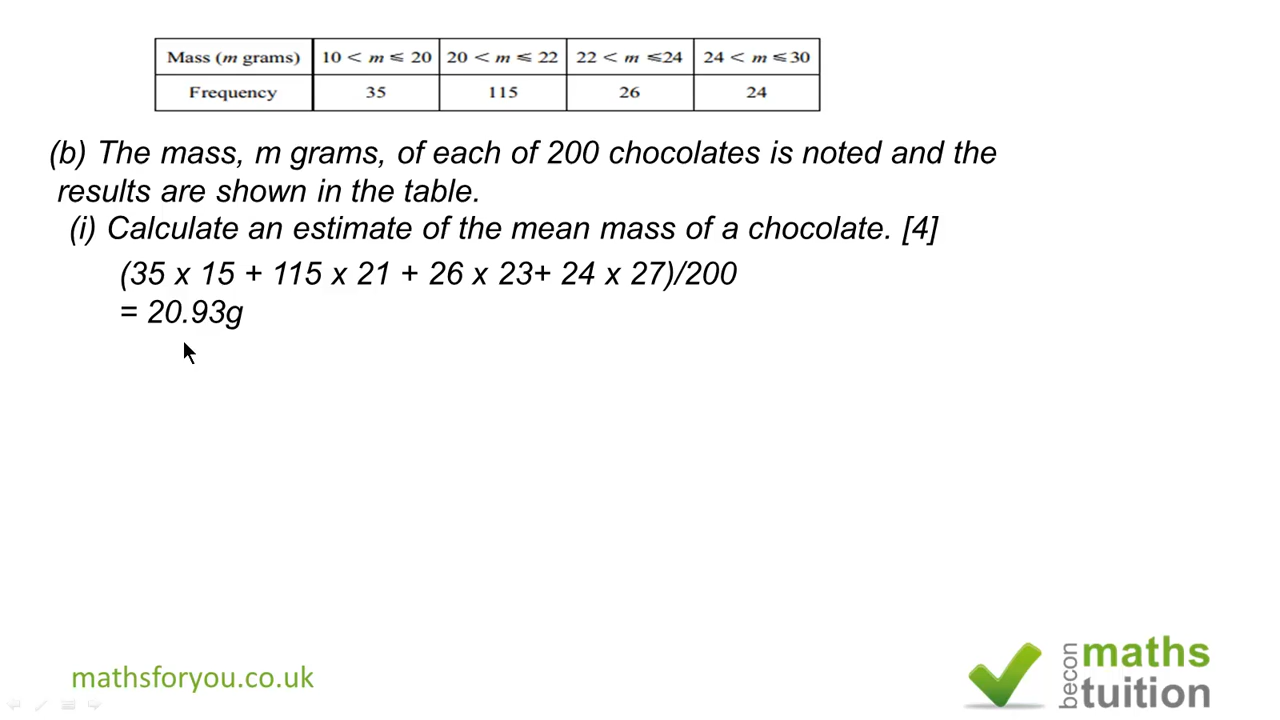 Mass (m grams) 10 < m ≤ 20 20 < m ≤ 22 22 < m ≤24 24 < m ≤30
Frequency 35 115 26 24
(b) The mass, m grams, of each of 200 chocolates is noted and the
results are shown in the table.
(i) Calculate an estimate of the mean mass of a chocolate. [4]
(35 x 15 + 115 x 21 + 26 x 23+ 24 x 27)/200
= 20.93g
mathsforyou.co.uk
becon
maths
tuition